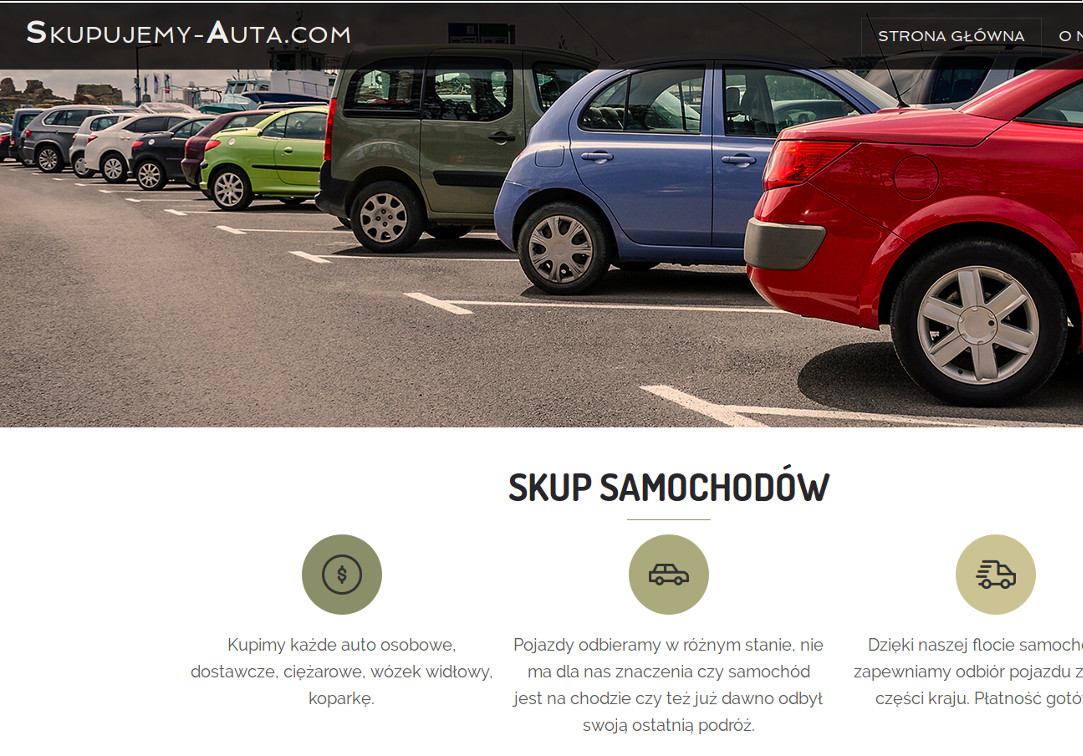 SKUPUJEMY-AUTA.COM
STRONA GŁÓWNA
O
SKUP SAMOCHODÓW
$
Kupimy każde auto osobowe,
dostawcze, ciężarowe, wózek widłowy,
koparkę.
Pojazdy odbieramy w różnym stanie, nie
ma dla nas znaczenia czy samochód
jest na chodzie czy też już dawno odbył
swoją ostatnią podróż.
Dzięki naszej flocie
zapewniamy odbiór pojazdu
części kraju. Płatność